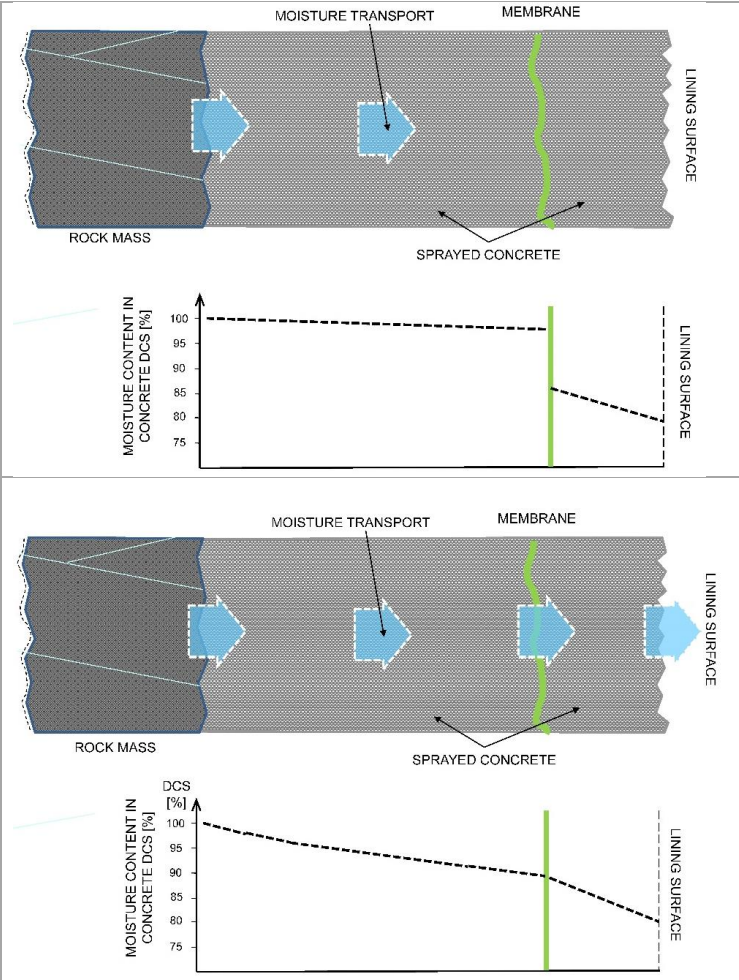 MOISTURE TRANSPORT
MEMBRANE
LINING SURFACE
ROCK MASS
SPRAYED CONCRETE
MOISTURE CONTENT IN
CONCRETE DCS [%]
100
95
90
85
80
75
LINING SURFACE
MOISTURE TRANSPORT
MEMBRANE
LINING SURFACE
ROCK MASS
SPRAYED CONCRETE
DCS
[%]
MOISTURE CONTENT IN
CONCRETE DCS [%]
100
95
90
85
80
75
LINING SURFACE